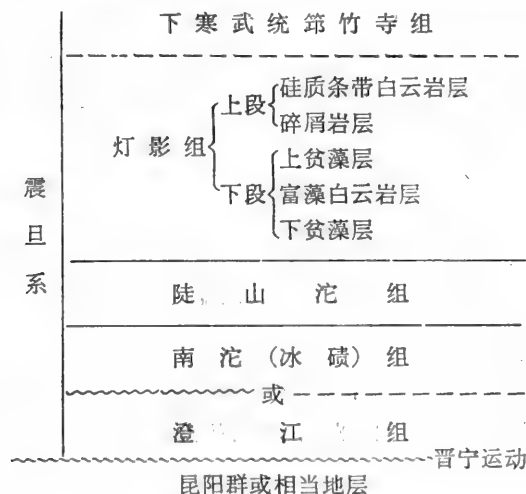 下寒武统筇竹寺组
硅质条带白云岩层
上段
碎屑岩层
灯影组
上贫藻层
下段
富藻白云岩层
下贫藻层
震旦系
陡山沱组
南沱(冰碛)组
或
澄江组
晋宁运动
昆阳群或相当地层